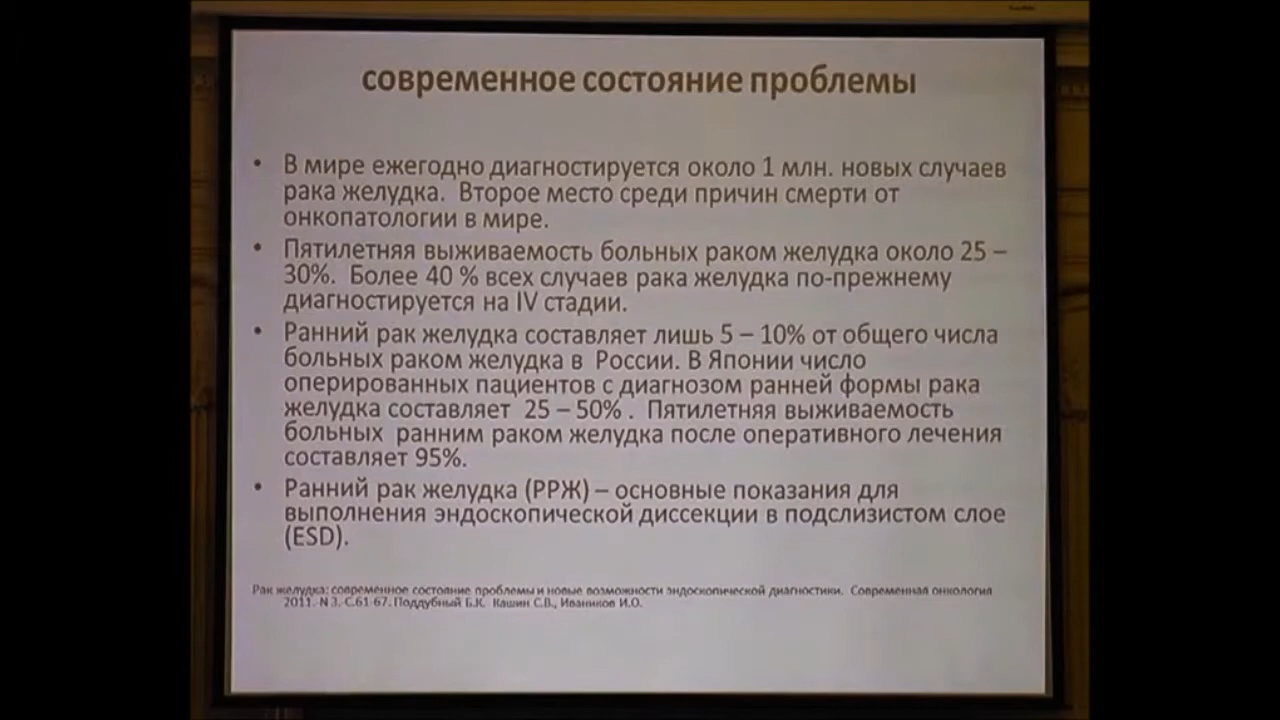 современное состояние проблемы
• В мире ежегодно диагностируется около 1 млн. новых случаев
рака желудка. Второе место среди причин смерти от
онкопатологии в мире.
• Пятилетняя выживаемость больных раком желудка около 25 –
30%. Более 40 % всех случаев рака желудка по-прежнему
диагностируется на IV стадии.
• Ранний рак желудка составляет лишь 5 – 10% от общего числа
больных раком желудка в России. В Японии число
оперированных пациентов с диагнозом ранней формы рака
желудка составляет 25 – 50% . Пятилетняя выживаемость
больных ранним раком желудка после оперативного лечения
составляет 95%.
• Ранний рак желудка (РРЖ) – основные показания для
выполнения эндоскопической диссекции в подслизистом слое
(ESD).
Рак желудка: современное состояние проблемы и новые возможности эндоскопической диагностики. Современная онкология
2011.-N 3.-С.61-67. Поддубный Б.К. Кашин С.В., Иваников И.О.